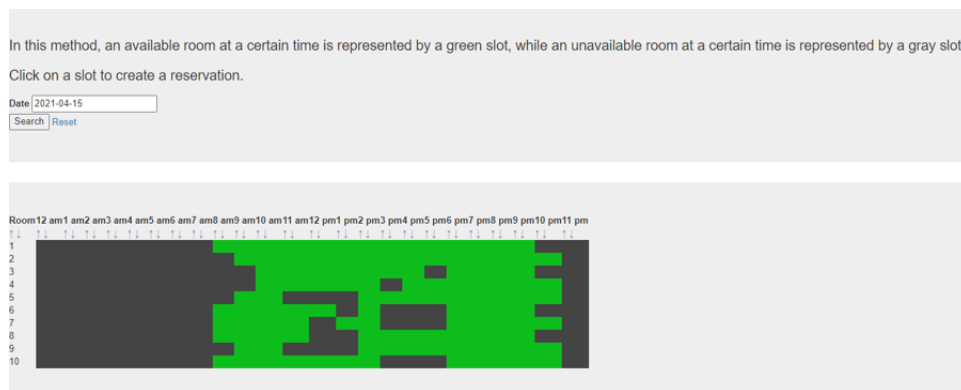 In this method, an available room at a certain time is represented by a green slot, while an unavailable room at a certain time is represented by a gray slot
Click on a slot to create a reservation.
Date 2021-04-15
Search Reset
Room 12 am 1 am 2 am 3 am 4 am 5 am 6 am 7 am 8 am 9 am 10 am 11 am 12 pm 1 pm 2 pm 3 pm 4 pm 5 pm 6 pm 7 pm 8 pm 9 pm 10 pm 11 pm
↑↓ ↑↓ ↑↓ ↑↓ ↑↓ ↑↓ ↑↓ ↑↓ ↑↓ ↑↓ ↑↓ ↑↓ ↑↓ ↑↓ ↑↓ ↑↓ ↑↓ ↑↓ ↑↓ ↑↓ ↑↓ ↑↓ ↑↓ ↑↓ ↑↓
1
2
3
4
5
6
7
8
9
10